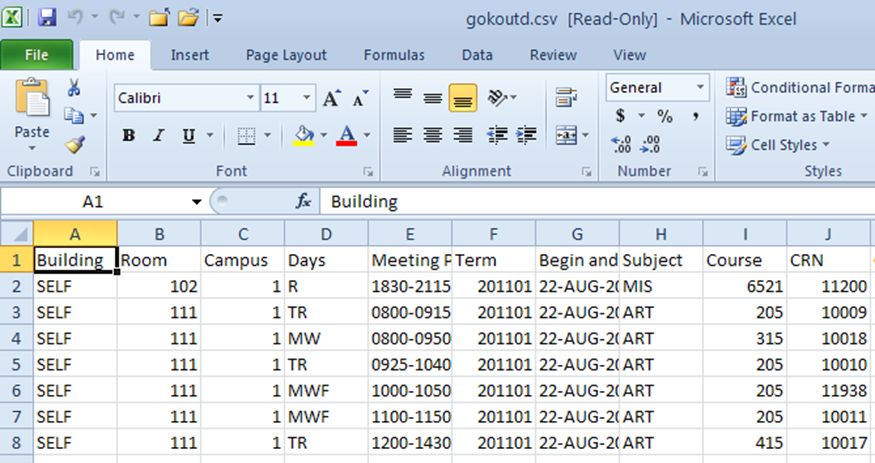 gokoutd.csv [Read-Only] - Microsoft Excel
File Home Insert Page Layout Formulas Data Review View
Paste Calibri 11 A A General Conditional Forma
B I U A $ % , Format as Table
.0 .00 .00 .0 Cell Styles
Clipboard Font Alignment Number Styles
A1 fx Building
A B C D E F G H I J
1 Building Room Campus Days Meeting P Term Begin and Subject Course CRN
2 SELF 102 1 R 1830-2115 201101 22-AUG-20 MIS 6521 11200
3 SELF 111 1 TR 0800-0915 201101 22-AUG-20 ART 205 10009
4 SELF 111 1 MW 0800-0950 201101 22-AUG-20 ART 315 10018
5 SELF 111 1 TR 0925-1040 201101 22-AUG-20 ART 205 10010
6 SELF 111 1 MWF 1000-1050 201101 22-AUG-20 ART 205 11938
7 SELF 111 1 MWF 1100-1150 201101 22-AUG-20 ART 205 10011
8 SELF 111 1 TR 1200-1430 201101 22-AUG-20 ART 415 10017